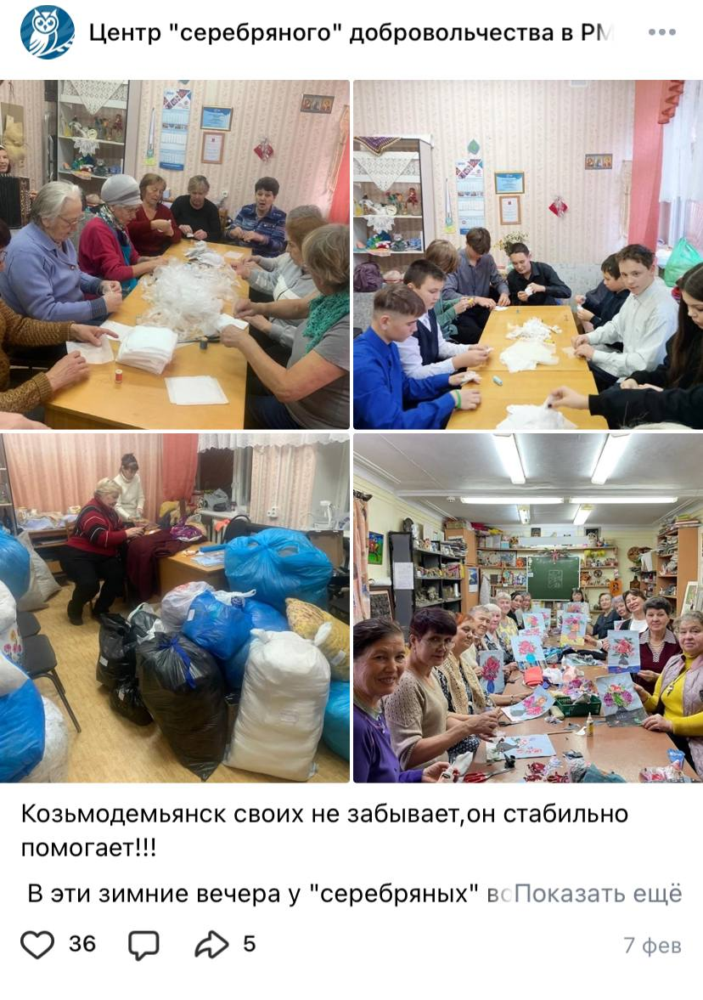 Центр "серебряного" добровольчества в РМ
Козьмодемьянск своих не забывает,он стабильно
помогает!!!
В эти зимние вечера у "серебряных" Показать ещё
36
5
7 фев